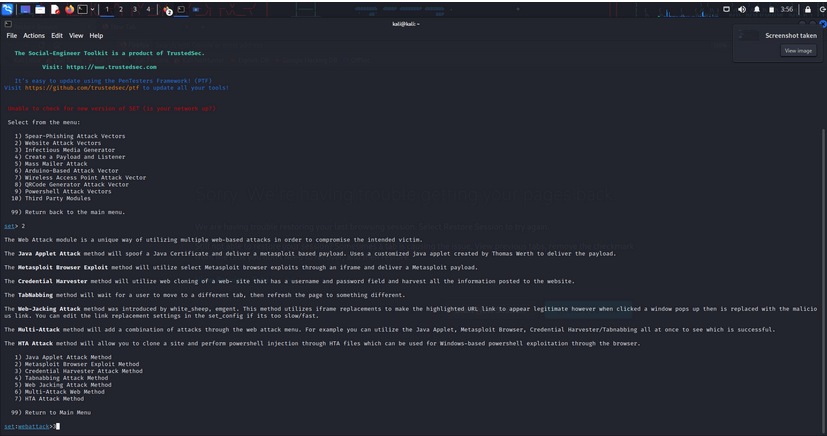 1 2 3 4
2
3:56
kali@kali: ~
File Actions Edit View Help
Screenshot taken
View image
The Social-Engineer Toolkit is a product of TrustedSec.
Visit: https://www.trustedsec.com
It's easy to update using the PenTesters Framework! (PTF)
Visit https://github.com/trustedsec/ptf to update all your tools!
Unable to check for new version of SET (is your network up?)
Select from the menu:
1) Spear-Phishing Attack Vectors
2) Website Attack Vectors
3) Infectious Media Generator
4) Create a Payload and Listener
5) Mass Mailer Attack
6) Arduino-Based Attack Vector
7) Wireless Access Point Attack Vector
8) QRCode Generator Attack Vector
9) Powershell Attack Vectors
10) Third Party Modules
99) Return back to the main menu.
set> 2
The Web Attack module is a unique way of utilizing multiple web-based attacks in order to compromise the intended victim.
The Java Applet Attack method will spoof a Java Certificate and deliver a metasploit based payload. Uses a customized java applet created by Thomas Werth to deliver the payload.
The Metasploit Browser Exploit method will utilize select Metasploit browser exploits through an iframe and deliver a Metasploit payload.
The Credential Harvester method will utilize web cloning of a web- site that has a username and password field and harvest all the information posted to the website.
The TabNabbing method will wait for a user to move to a different tab, then refresh the page to something different.
The Web-Jacking Attack method was introduced by white_sheep, emgent. This method utilizes iframe replacements to make the highlighted URL link to appear legitimate however when clicked a window pops up then is replaced with the malicio
us link. You can edit the link replacement settings in the set_config if its too slow/fast.
The Multi-Attack method will add a combination of attacks through the web attack menu. For example you can utilize the Java Applet, Metasploit Browser, Credential Harvester/Tabnabbing all at once to see which is successful.
The HTA Attack method will allow you to clone a site and perform powershell injection through HTA files which can be used for Windows-based powershell exploitation through the browser.
1) Java Applet Attack Method
2) Metasploit Browser Exploit Method
3) Credential Harvester Attack Method
4) Tabnabbing Attack Method
5) Web Jacking Attack Method
6) Multi-Attack Web Method
7) HTA Attack Method
99) Return to Main Menu
set:webattack>3